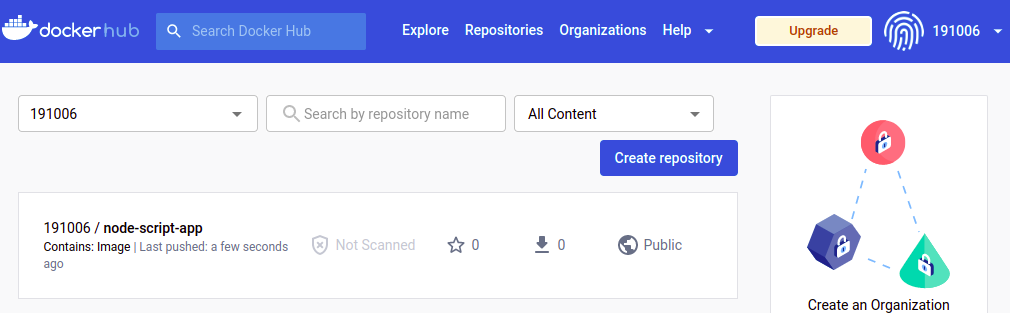 docker hub
Search Docker Hub
Explore
Repositories
Organizations
Help
Upgrade
191006
191006
Search by repository name
All Content
Create repository
191006 / node-script-app
Contains: Image | Last pushed: a few seconds
ago
Not Scanned
0
0
Public
Create an Organization